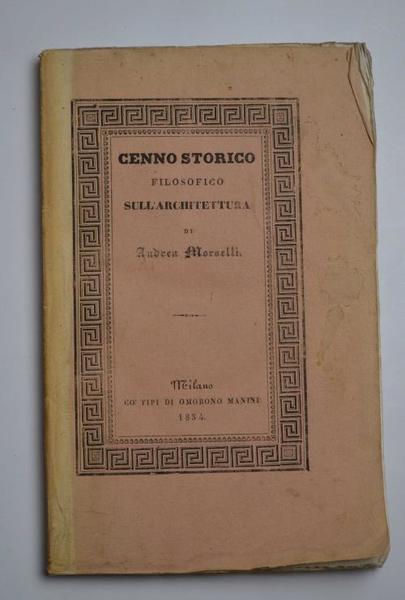 CENNO STORICO
FILOSOFICO
SULL'ARCHITETTURA
DI
Andrea Morselli.
Milano
CO' TIPI DI OMOBONO MANINI
1834.